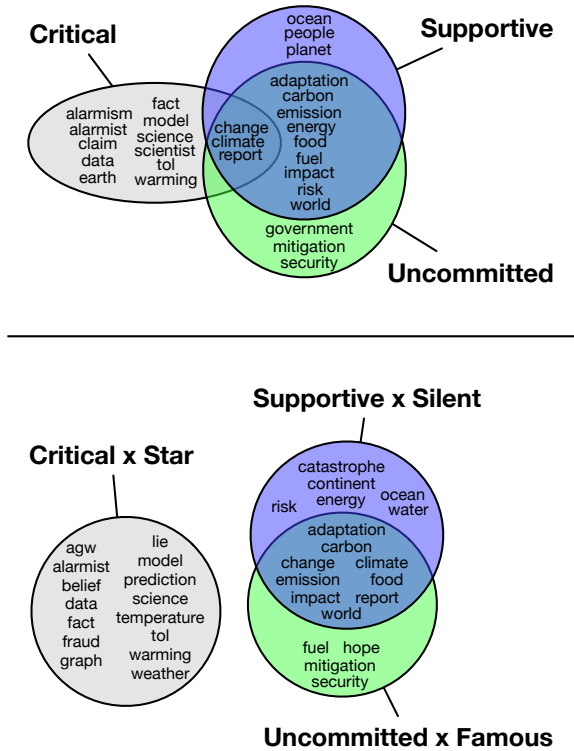 Critical
Supportive
ocean
people
planet
alarmism
alarmist
claim
data
earth
fact
model
science
scientist
tol
warming
change
climate
report
adaptation
carbon
emission
energy
food
fuel
impact
risk
world
government
mitigation
security
Uncommitted
Supportive x Silent
Critical x Star
agw
alarmist
belief
data
fact
fraud
graph
lie
model
prediction
science
temperature
tol
warming
weather
catastrophe
continent
energy
risk
ocean
water
adaptation
carbon
change climate
emission food
impact report
world
fuel hope
mitigation
security
Uncommitted x Famous